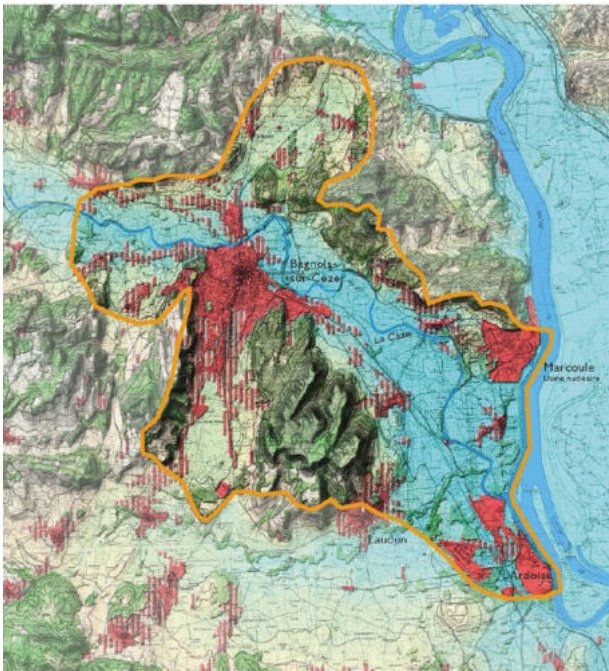 Bagnols-
sur-Cèze
La Cèze
Marcoule
Usine nucléaire
Laudun
L'Ardoise